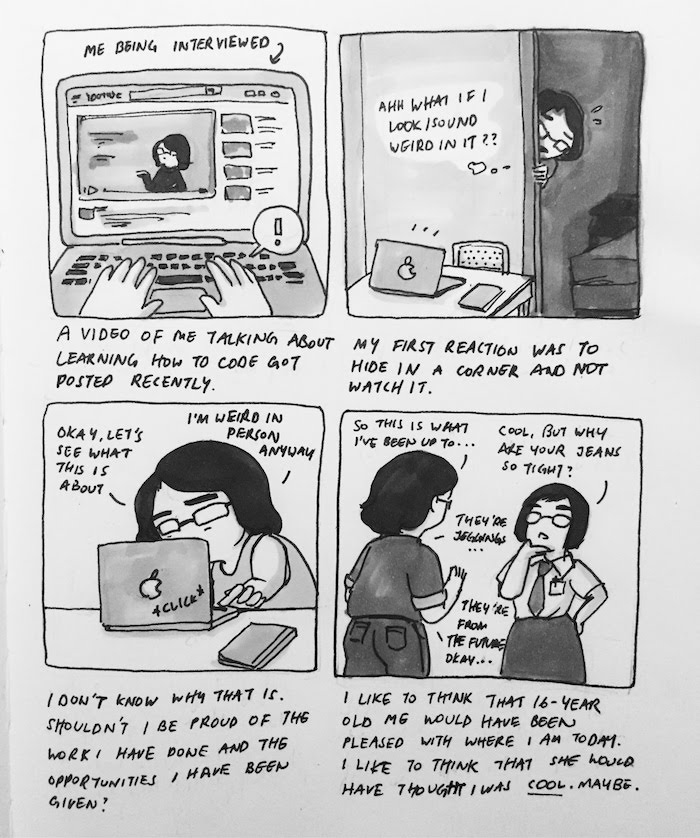 ME BEING INTERVIEWED
YOUTUBE
!
A VIDEO OF ME TALKING ABOUT
LEARNING HOW TO CODE GOT
POSTED RECENTLY.
AHH WHAT IF I
LOOK/SOUND
WEIRD IN IT??
MY FIRST REACTION WAS TO
HIDE IN A CORNER AND NOT
WATCH IT.
OKAY, LET'S
SEE WHAT
THIS IS
ABOUT
I'M WEIRD IN
PERSON
ANYWAY
*CLICK*
I DON'T KNOW WHY THAT IS.
SHOULDN'T I BE PROUD OF THE
WORK I HAVE DONE AND THE
OPPORTUNITIES I HAVE BEEN
GIVEN?
SO THIS IS WHAT
I'VE BEEN UP TO...
COOL, BUT WHY
ARE YOUR JEANS
SO TIGHT?
THEY'RE
JEGGINGS
...
THEY'RE
FROM
THE FUTURE
OKAY...
I LIKE TO THINK THAT 16-YEAR
OLD ME WOULD HAVE BEEN
PLEASED WITH WHERE I AM TODAY.
I LIKE TO THINK THAT SHE WOULD
HAVE THOUGHT I WAS COOL. MAYBE.